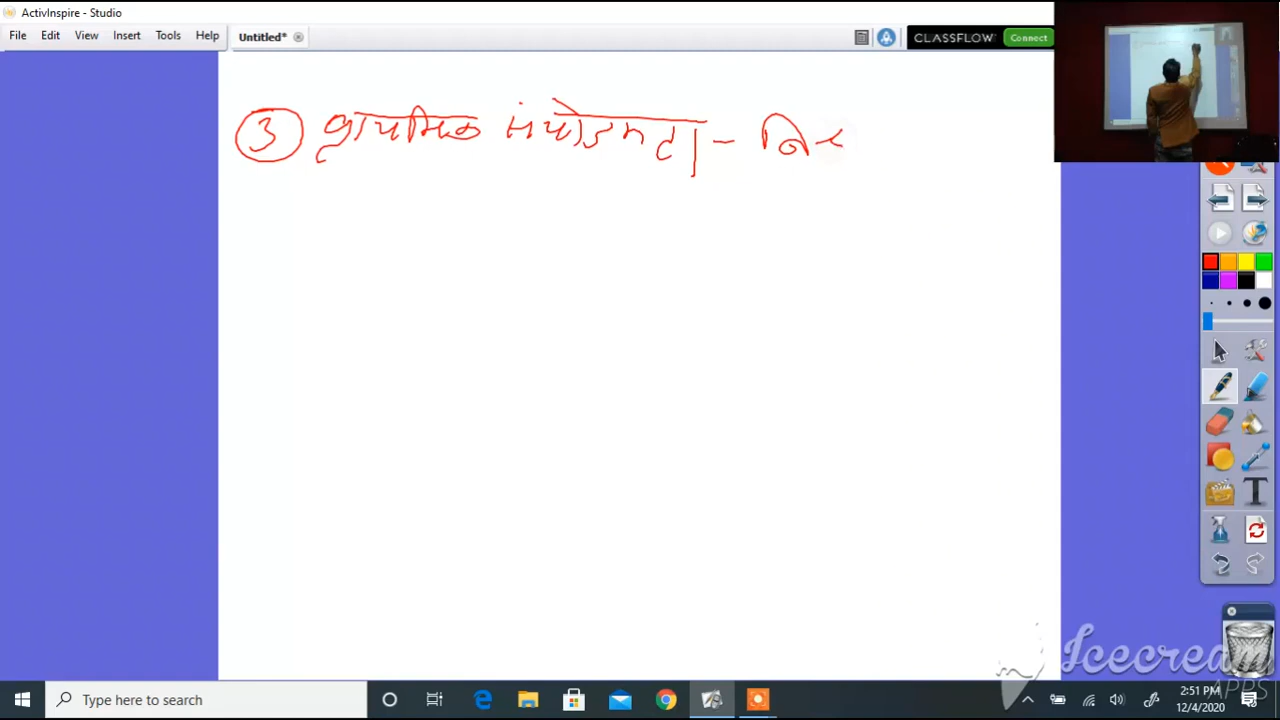 ActivInspire - Studio
File Edit View Insert Tools Help Untitled* CLASSFLOW Connect
3 प्राथमिक संयोजकता -
Icecream
APPS
Type here to search
2:51 PM
12/4/2020